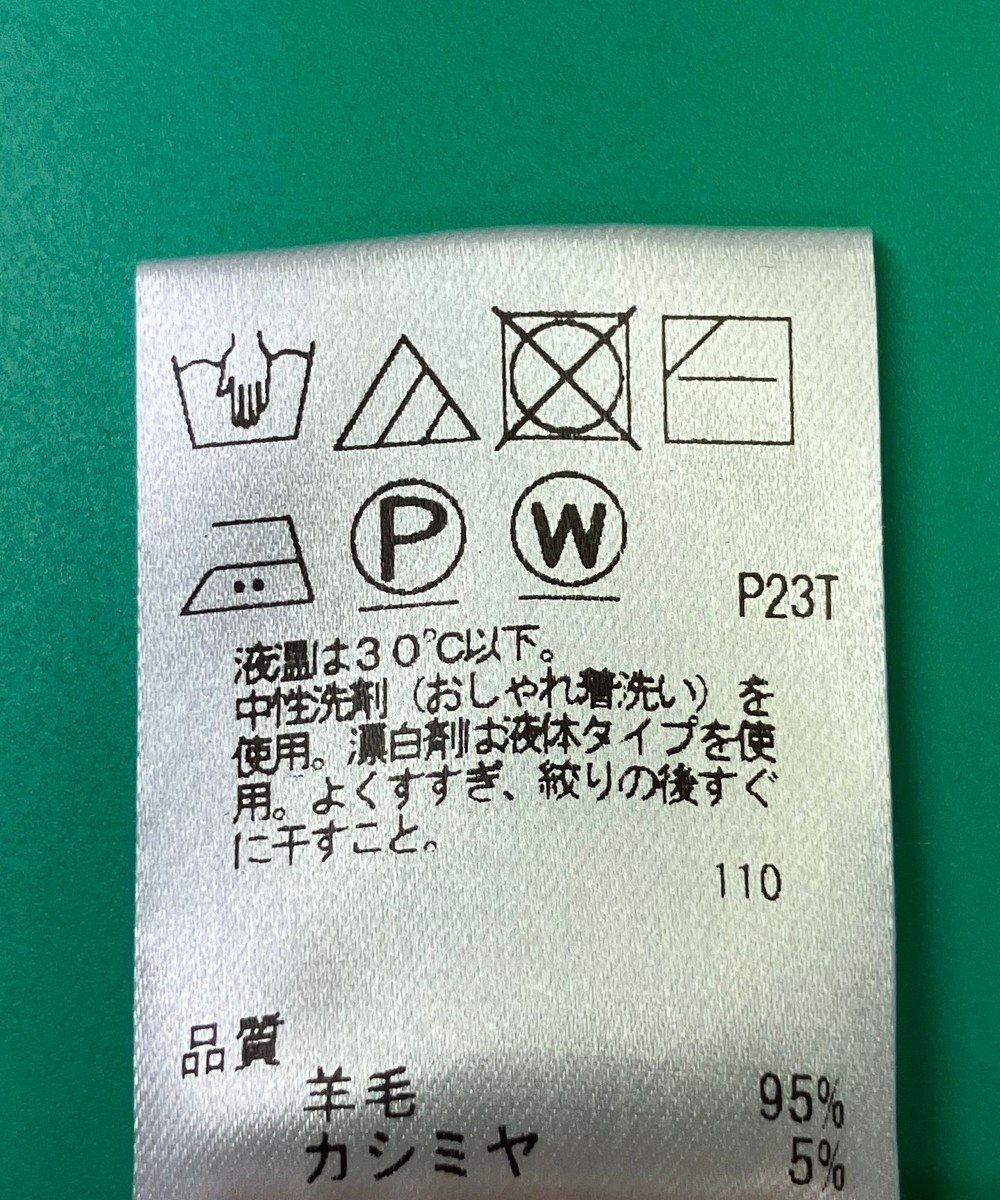 P
W
P23T
液温は30℃以下。
中性洗剤（おしゃれ着洗い）を
使用。漂白剤は液体タイプを使
用。よくすすぎ、絞りの後すぐ
に干すこと。
110
品質
羊毛 95%
カシミヤ 5%